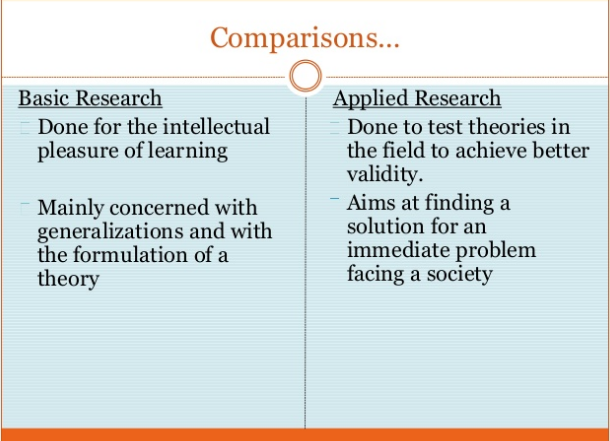 Comparisons...
Basic Research
Done for the intellectual
pleasure of learning
Mainly concerned with
generalizations and with
the formulation of a
theory
Applied Research
Done to test theories in
the field to achieve better
validity.
Aims at finding a
solution for an
immediate problem
facing a society